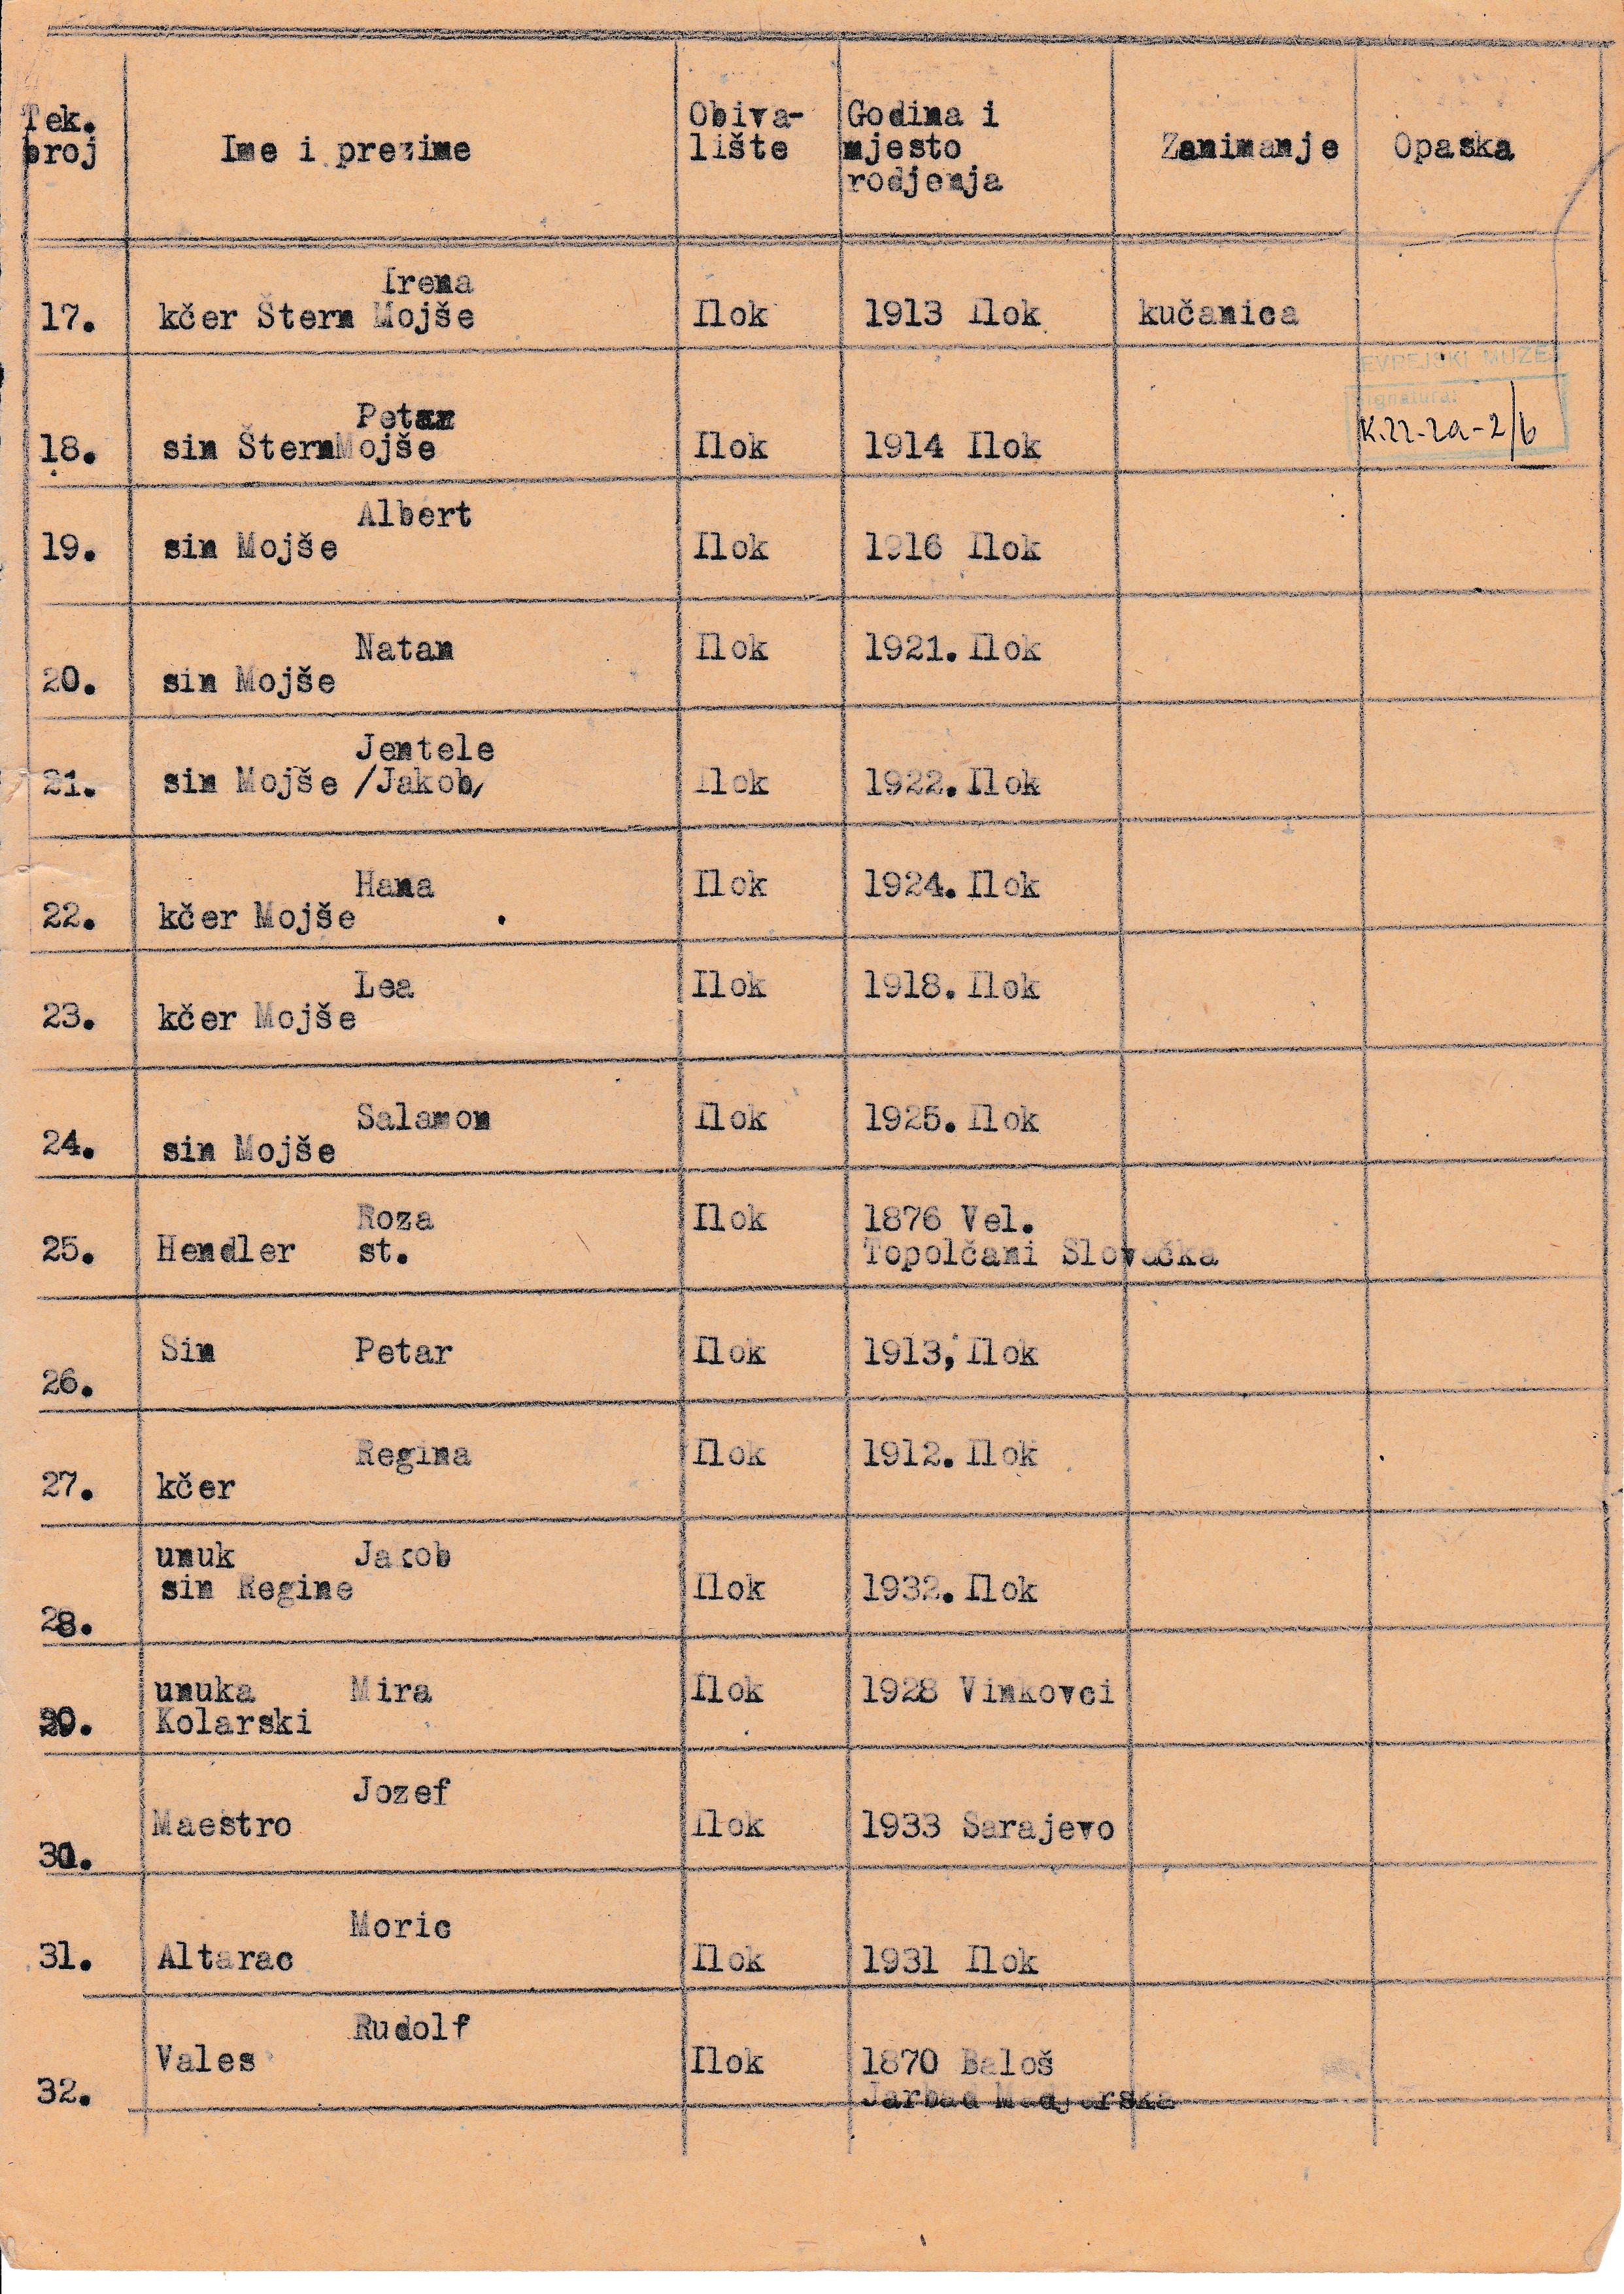 Tek. broj Ime i prezime Obiva- lište Godina i mjesto rodjenja Zanimanje Opaska
Irena
17. kčer Štern Mojše Ilok 1913 Ilok kučanica
JEVREJSKI MUZEJ
Signatura:
K.22-2a-2/6
Petar
18. sin ŠternMojše Ilok 1914 Ilok
Albert
19. sin Mojše Ilok 1916 Ilok
Natan Ilok 1921. Ilok
20. sin Mojše
Jentele
21. sin Mojše /Jakob/ Ilok 1922. Ilok
Hana Ilok 1924. Ilok
22. kčer Mojše
Lea Ilok 1918. Ilok
23. kčer Mojše
Salamon Ilok 1925. Ilok
24. sin Mojše
Roza Ilok 1876 Vel.
25. Hendler st. Topolčani Slovačka
Sin Petar Ilok 1913, Ilok
26.
Regina Ilok 1912. Ilok
27. kčer
unuk Jakob
sin Regine Ilok 1932. Ilok
28.
unuka Mira Ilok 1928 Vinkovci
29. Kolarski
Jozef
Maestro Ilok 1933 Sarajevo
30.
Moric
31. Altarac Ilok 1931 Ilok
Rudolf
Vales Ilok 1870 Baloš
32. Jarbad Madjarska